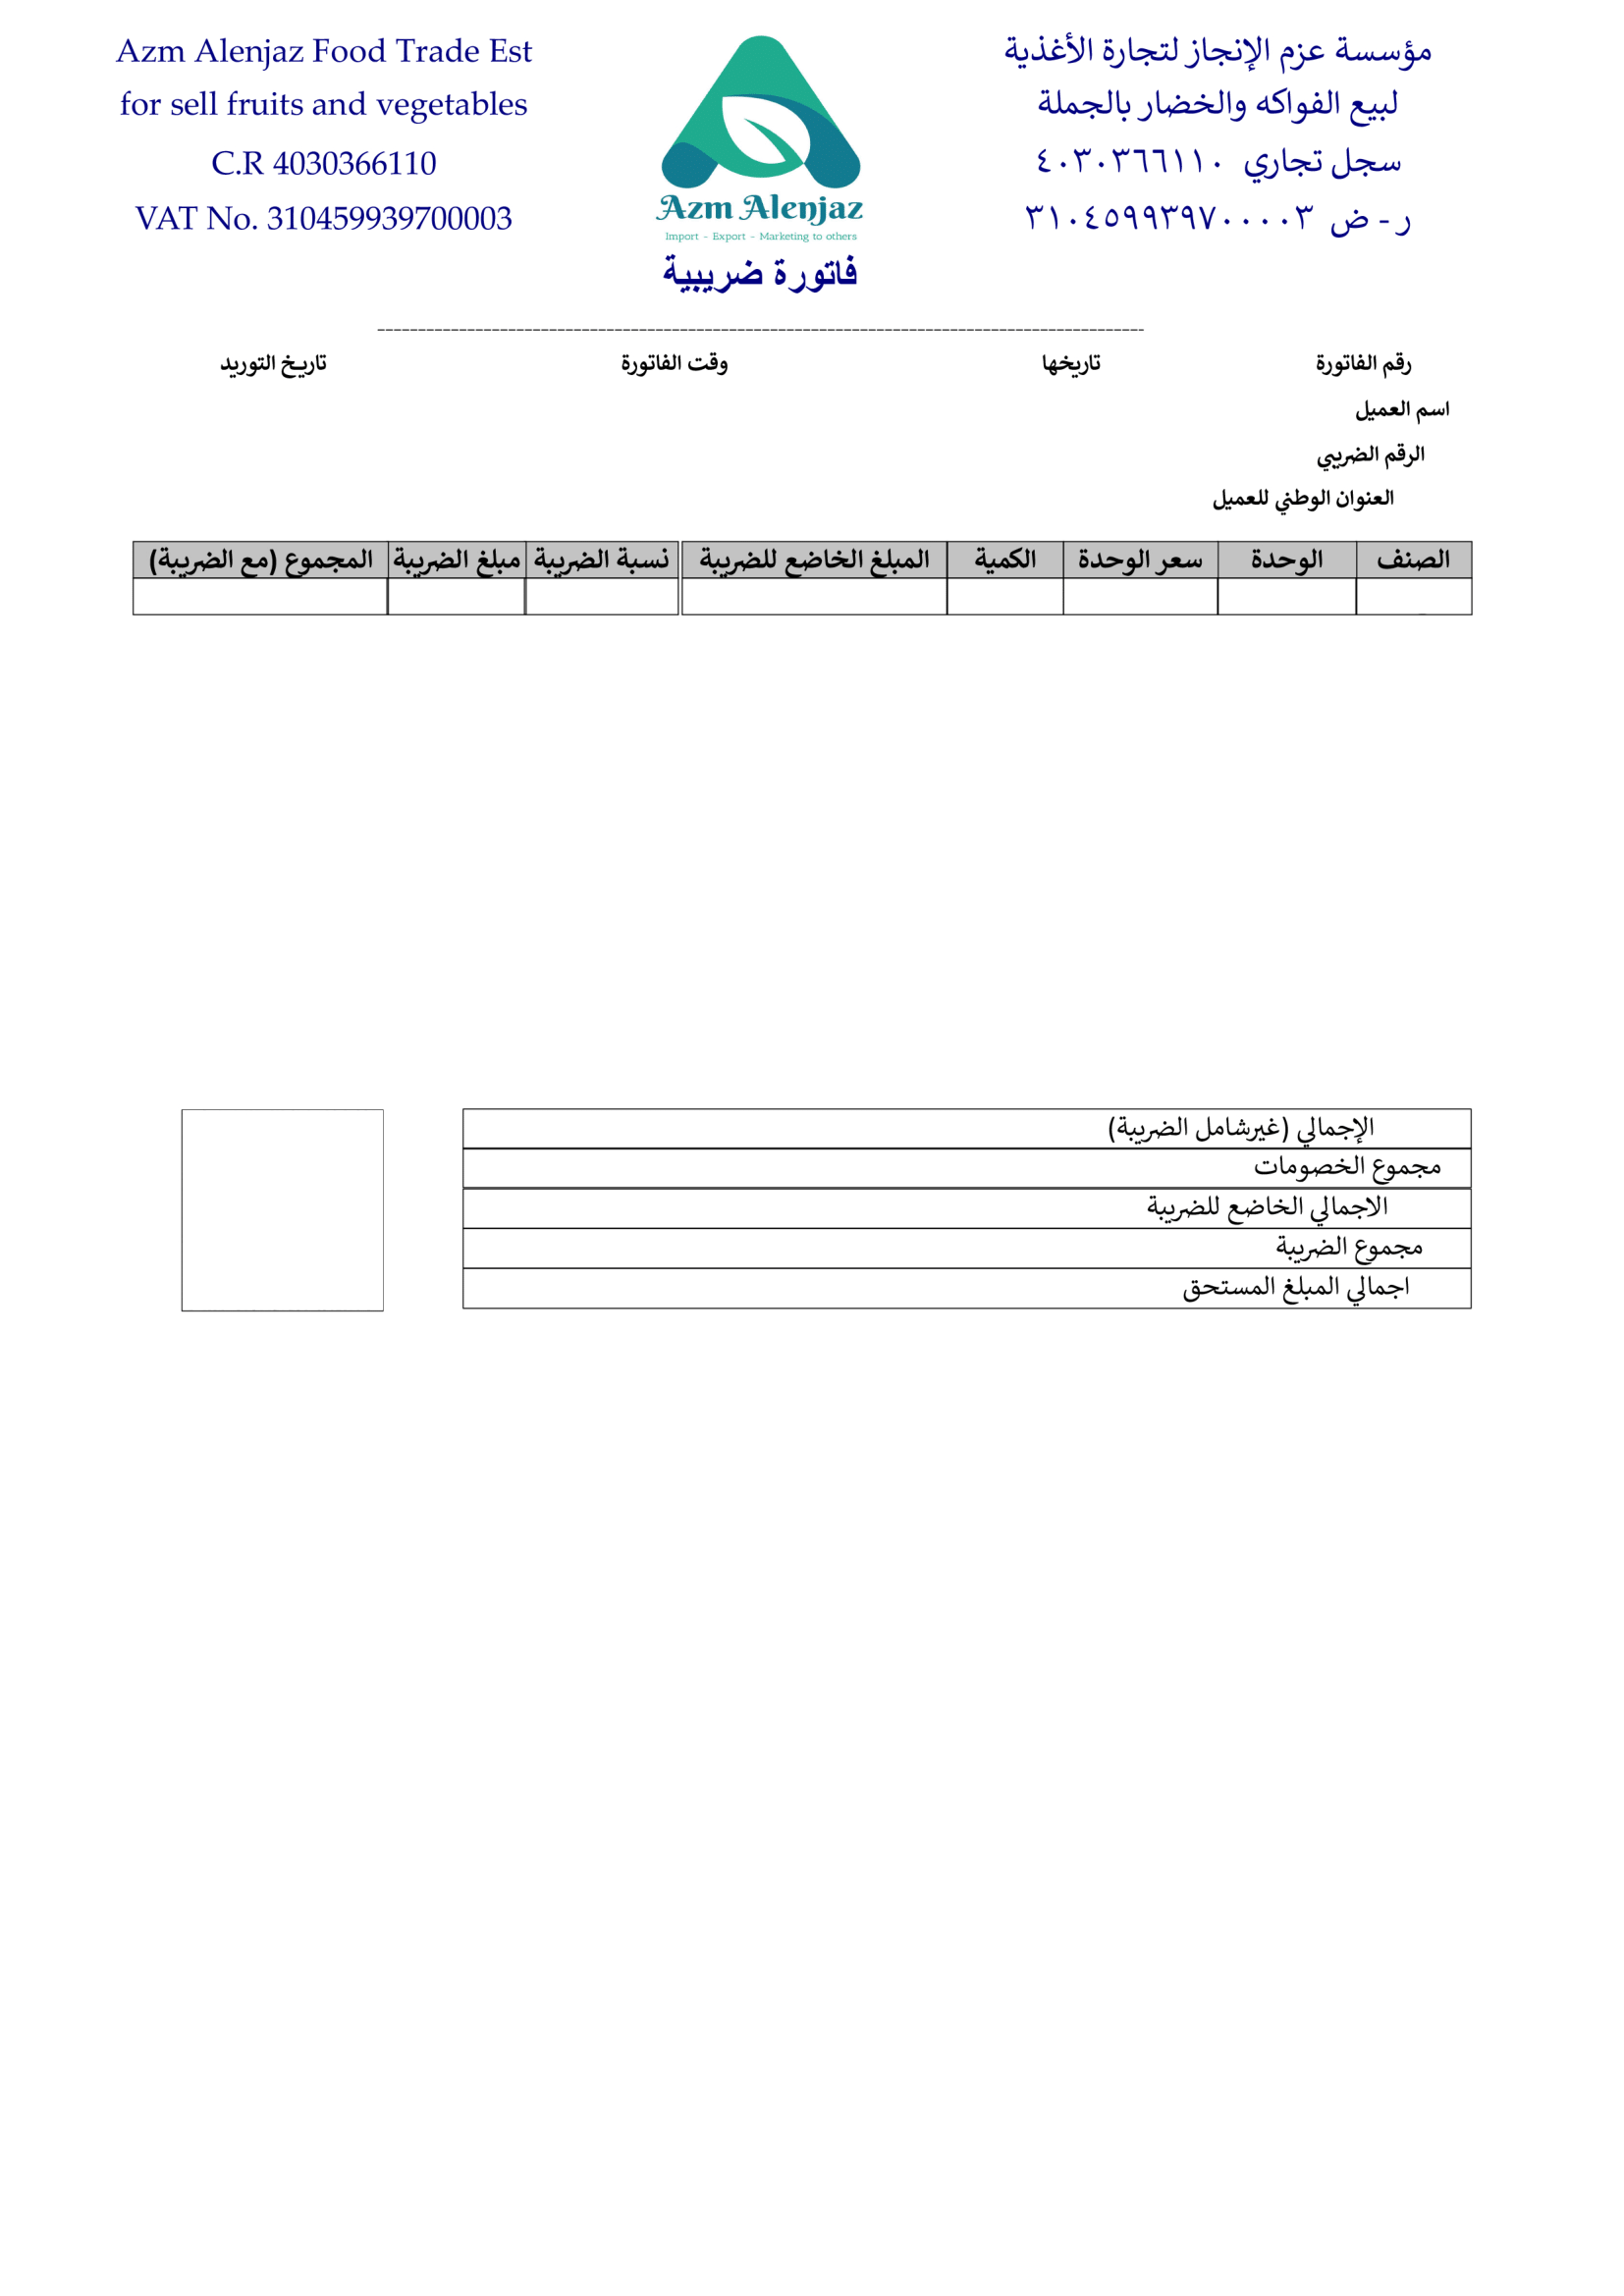 Azm Alenjaz Food Trade Est
for sell fruits and vegetables
C.R 4030366110
VAT No. 310459939700003
Azm Alenjaz
Import - Export - Marketing to others
مؤسسة عزم الإنجاز لتجارة الأغذية
لبيع الفواكه والخضار بالجملة
سجل تجاري ٤٠٣٠٣٦٦١١٠
ر - ض ٣١٠٤٥٩٩٣٩٧٠٠٠٠٣
فاتورة ضريبية
رقم الفاتورة تاريخها وقت الفاتورة تاريخ التوريد
اسم العميل
الرقم الضريبي
العنوان الوطني للعميل
الصنف الوحدة سعر الوحدة الكمية المبلغ الخاضع للضريبة نسبة الضريبة مبلغ الضريبة المجموع (مع الضريبة)
الإجمالي (غيرشامل الضريبة)
مجموع الخصومات
الاجمالي الخاضع للضريبة
مجموع الضريبة
اجمالي المبلغ المستحق